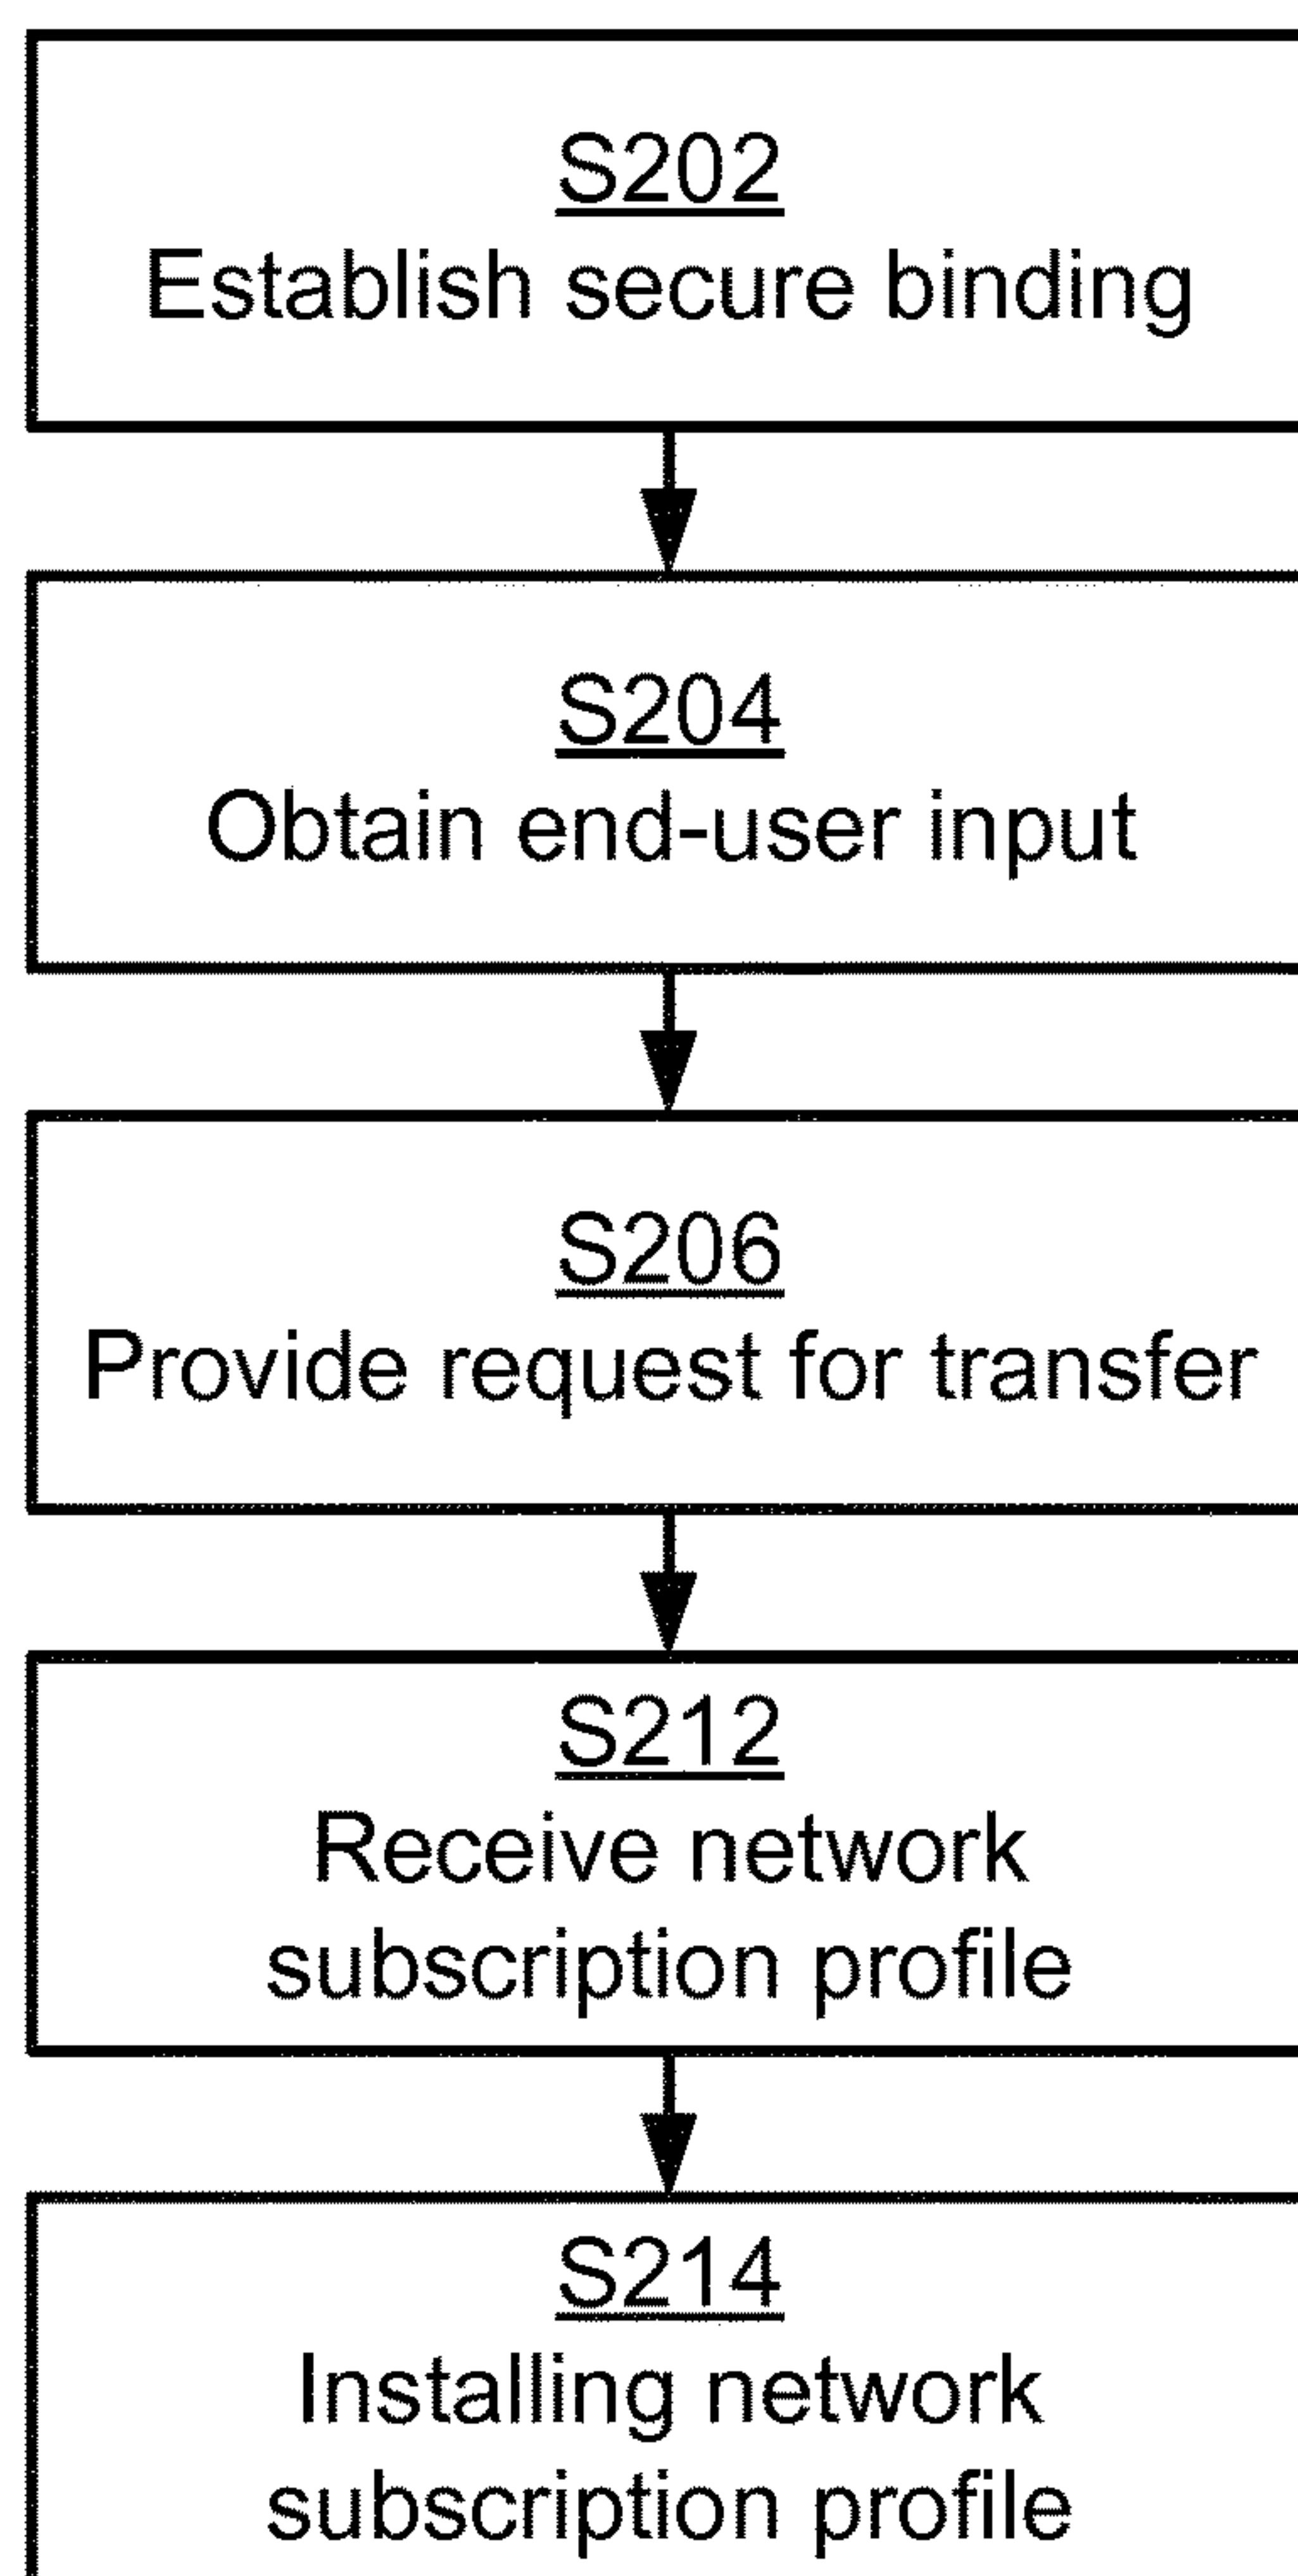 S202
Establish secure binding
S204
Obtain end-user input
S206
Provide request for transfer
S212
Receive network
subscription profile
S214
Installing network
subscription profile